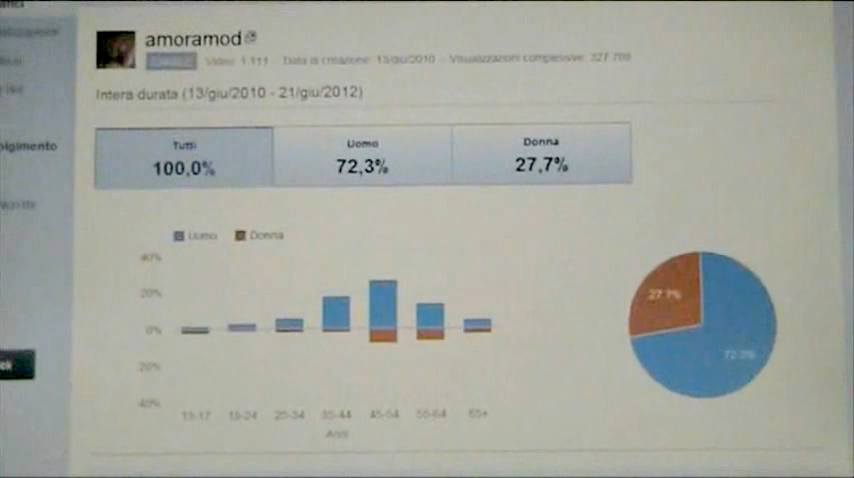 amoramod
Video: 1.111 - Data di creazione: 13/giu/2010 - Visualizzazioni complessive: 327.708
Intera durata (13/giu/2010 - 21/giu/2012)
Tutti Uomo Donna
100,0% 72,3% 27,7%
Uomo Donna
40%
20%
0%
20%
40%
13-17 18-24 25-34 35-44 45-54 55-64 65+
Anni
27.7%
72.3%